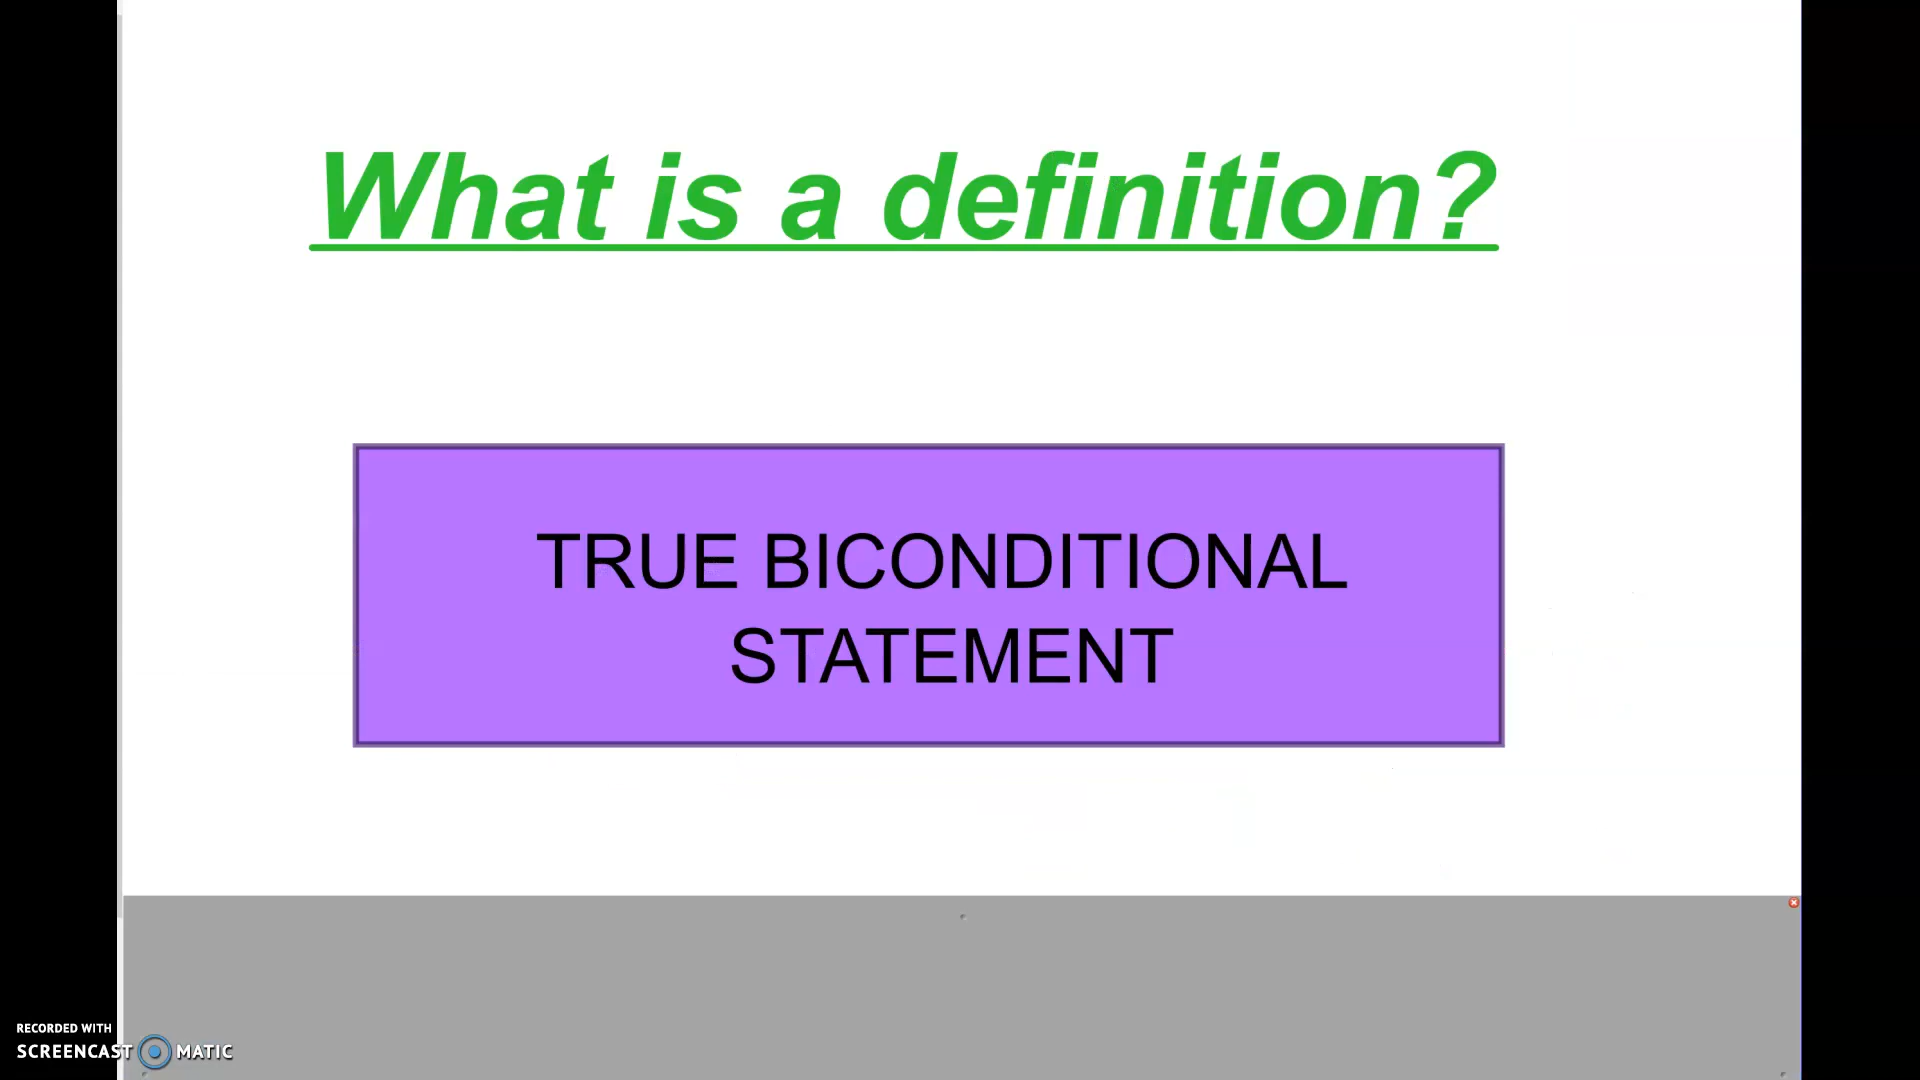 What is a definition?
TRUE BICONDITIONAL
STATEMENT
RECORDED WITH
SCREENCAST MATIC